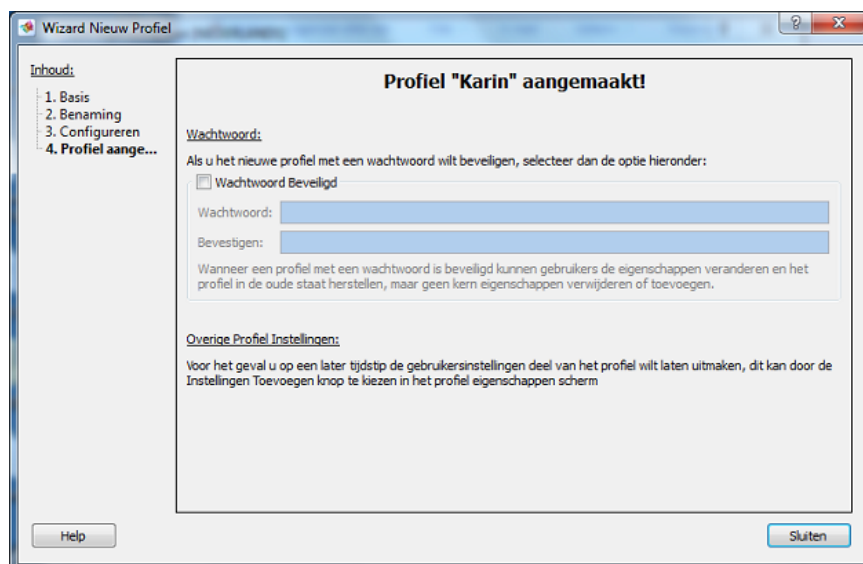 Wizard Nieuw Profiel
Inhoud:
1. Basis
2. Benaming
3. Configureren
4. Profiel aange...
Profiel "Karin" aangemaakt!
Wachtwoord:
Als u het nieuwe profiel met een wachtwoord wilt beveiligen, selecteer dan de optie hieronder:
Wachtwoord Beveiligd
Wachtwoord:
Bevestigen:
Wanneer een profiel met een wachtwoord is beveiligd kunnen gebruikers de eigenschappen veranderen en het
profiel in de oude staat herstellen, maar geen kern eigenschappen verwijderen of toevoegen.
Overige Profiel Instellingen:
Voor het geval u op een later tijdstip de gebruikersinstellingen deel van het profiel wilt laten uitmaken, dit kan door de
Instellingen Toevoegen knop te kiezen in het profiel eigenschappen scherm
Help
Sluiten